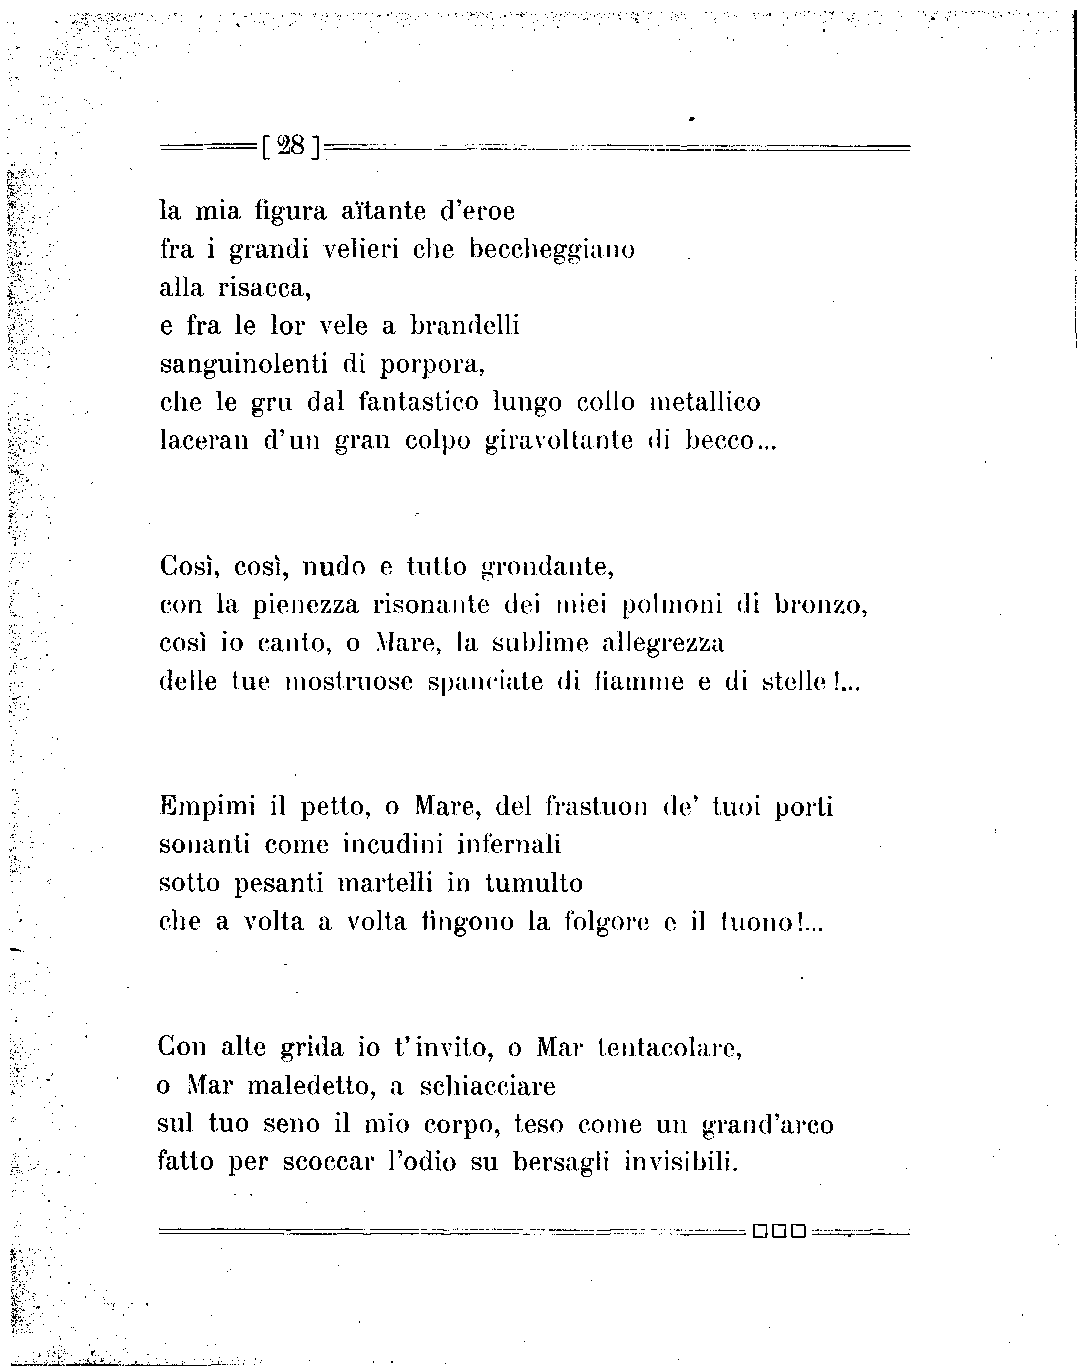 [ 28 ]
la mia figura aïtante d'eroe
fra i grandi velieri che beccheggiano
alla risacca,
e fra le lor vele a brandelli
sanguinolenti di porpora,
che le gru dal fantastico lungo collo metallico
laceran d'un gran colpo giravoltante di becco...
Così, così, nudo e tutto grondante,
con la pienezza risonante dei miei polmoni di bronzo,
così io canto, o Mare, la sublime allegrezza
delle tue mostruose spanciate di fiamme e di stelle!...
Empimi il petto, o Mare, del frastuon de' tuoi porti
sonanti come incudini infernali
sotto pesanti martelli in tumulto
che a volta a volta fingono la folgore e il tuono!...
Con alte grida io t'invito, o Mar tentacolare,
o Mar maledetto, a schiacciare
sul tuo seno il mio corpo, teso come un grand'arco
fatto per scoccar l'odio su bersagli invisibili.